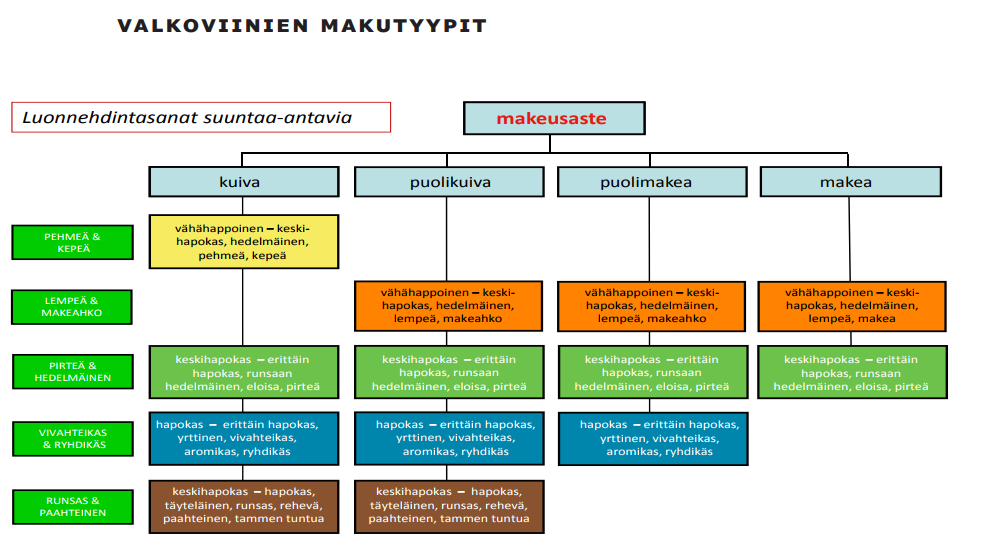 VALKOVIINIEN MAKUTYYPIT
Luonnehdintasanat suuntaa-antavia
makeusaste
kuiva
puolikuiva
puolimakea
makea
PEHMEÄ &
KEPEÄ
vähähappoinen – keski-
hapokas, hedelmäinen,
pehmeä, kepeä
LEMPEÄ &
MAKEAHKO
vähähappoinen – keski-
hapokas, hedelmäinen,
lempeä, makeahko
vähähappoinen – keski-
hapokas, hedelmäinen,
lempeä, makeahko
vähähappoinen – keski-
hapokas, hedelmäinen,
lempeä, makea
PIRTEÄ &
HEDELMÄINEN
keskihapokas – erittäin
hapokas, runsaan
hedelmäinen, eloisa, pirteä
keskihapokas – erittäin
hapokas, runsaan
hedelmäinen, eloisa, pirteä
keskihapokas – erittäin
hapokas, runsaan
hedelmäinen, eloisa, pirteä
keskihapokas – erittäin
hapokas, runsaan
hedelmäinen, eloisa, pirteä
VIVAHTEIKAS
& RYHDIKÄS
hapokas – erittäin hapokas,
yrttinen, vivahteikas,
aromikas, ryhdikäs
hapokas – erittäin hapokas,
yrttinen, vivahteikas,
aromikas, ryhdikäs
hapokas – erittäin hapokas,
yrttinen, vivahteikas,
aromikas, ryhdikäs
RUNSAS &
PAAHTEINEN
keskihapokas – hapokas,
täyteläinen, runsas, rehevä,
paahteinen, tammen tuntua
keskihapokas – hapokas,
täyteläinen, runsas, rehevä,
paahteinen, tammen tuntua